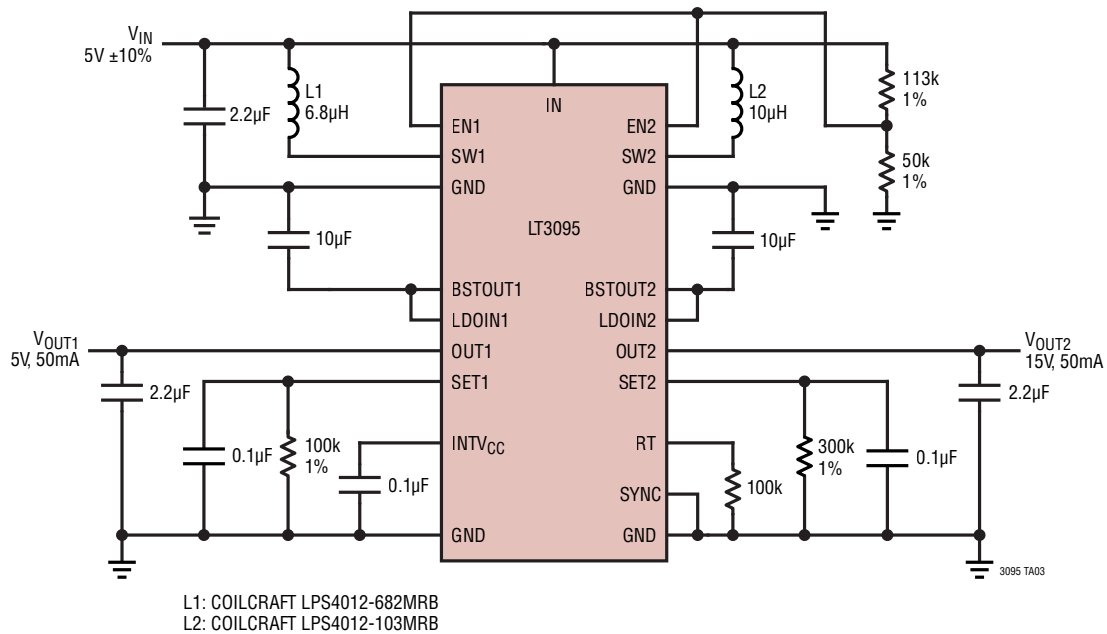 VIN
5V ±10%
2.2µF
L1
6.8µH
IN
L2
10µH
113k
1%
EN1
EN2
SW1
SW2
50k
1%
GND
GND
LT3095
10µF
10µF
BSTOUT1
BSTOUT2
LDOIN1
LDOIN2
VOUT1
5V, 50mA
OUT1
OUT2
VOUT2
15V, 50mA
2.2µF
SET1
SET2
2.2µF
0.1µF
100k
1%
INTVCC
RT
300k
1%
0.1µF
0.1µF
100k
SYNC
GND
GND
3095 TA03
L1: COILCRAFT LPS4012-682MRB
L2: COILCRAFT LPS4012-103MRB